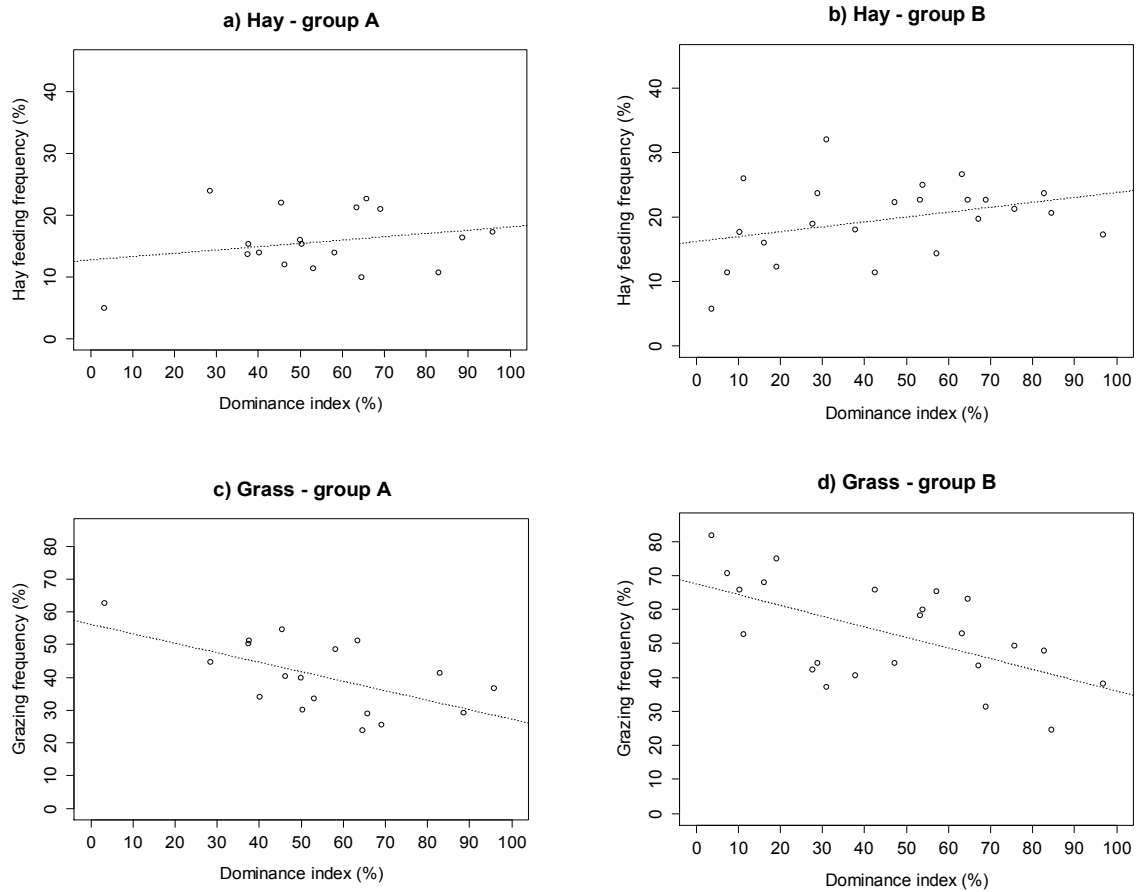 a) Hay - group A
Hay feeding frequency (%)
40
30
20
10
0
0 10 20 30 40 50 60 70 80 90 100
Dominance index (%)
b) Hay - group B
Hay feeding frequency (%)
40
30
20
10
0
0 10 20 30 40 50 60 70 80 90 100
Dominance index (%)
c) Grass - group A
Grazing frequency (%)
80
70
60
50
40
30
20
10
0
0 10 20 30 40 50 60 70 80 90 100
Dominance index (%)
d) Grass - group B
Grazing frequency (%)
80
70
60
50
40
30
20
10
0
0 10 20 30 40 50 60 70 80 90 100
Dominance index (%)